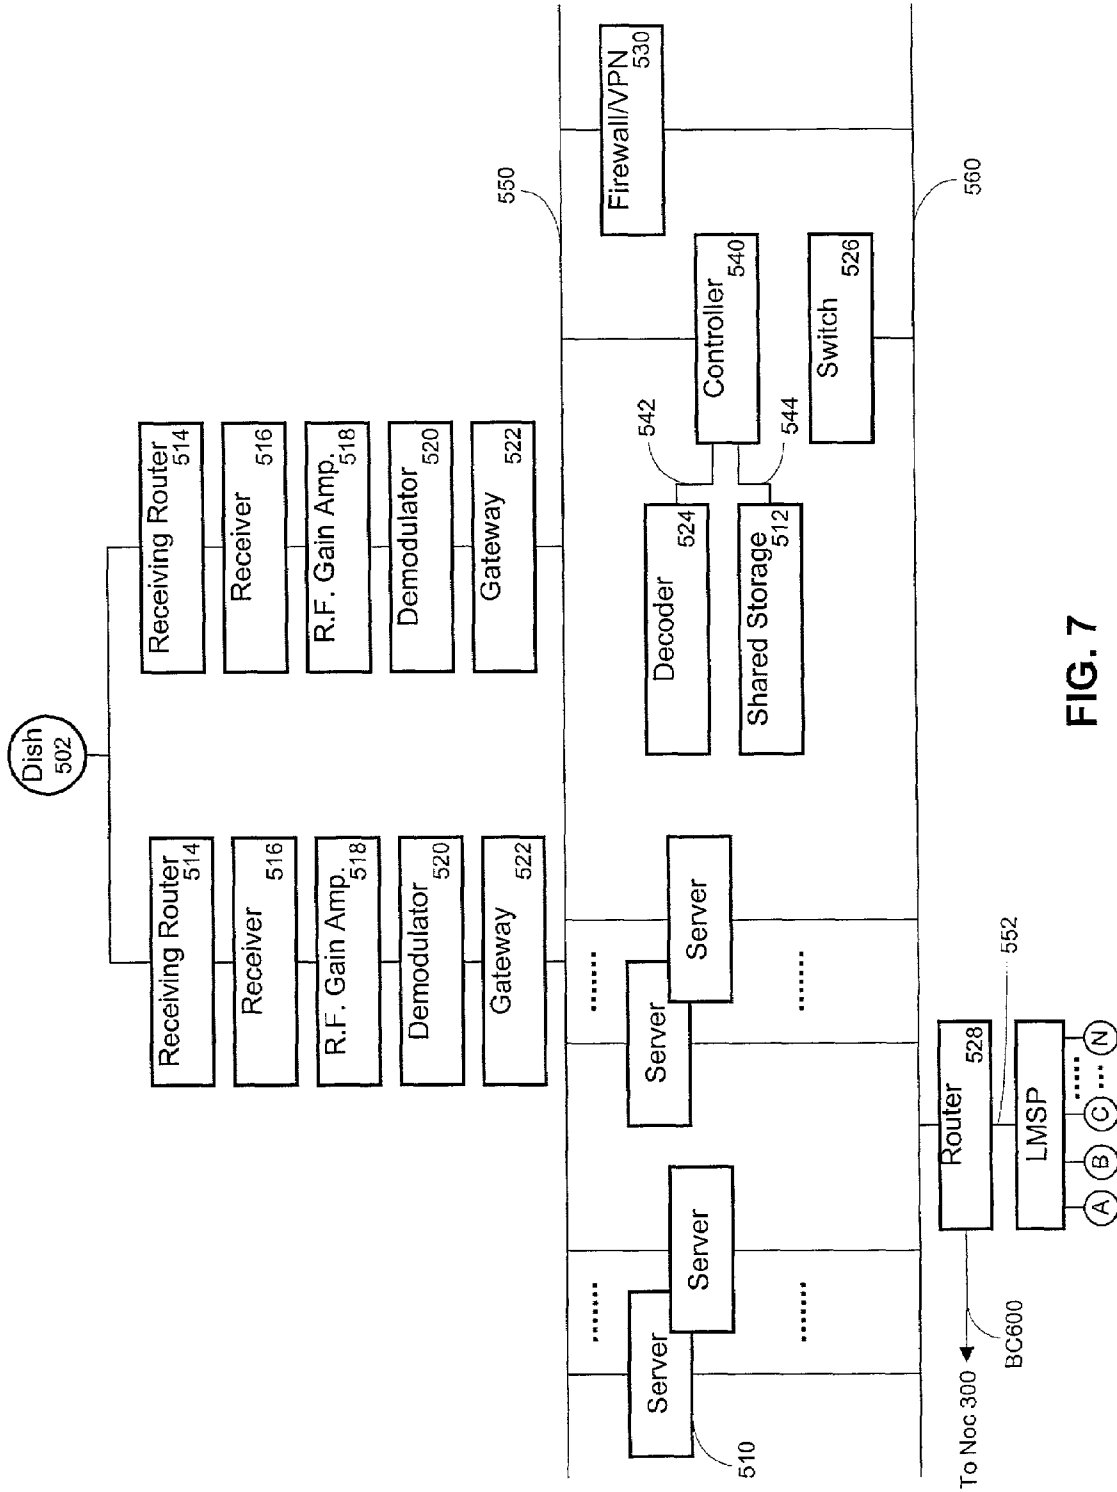 Dish
502
Receiving Router
514
Receiver
516
R.F. Gain Amp.
518
Demodulator
520
Gateway
522
Receiving Router
514
Receiver
516
R.F. Gain Amp.
518
Demodulator
520
Gateway
522
550
Server
Server
510
.......
.......
Server
Server
.......
.......
Decoder
524
Shared Storage
512
542
544
Controller
540
Switch
526
Firewall/VPN
530
560
Router
528
552
BC600
To Noc 300
LMSP
.....
A
B
C
...
N
FIG. 7